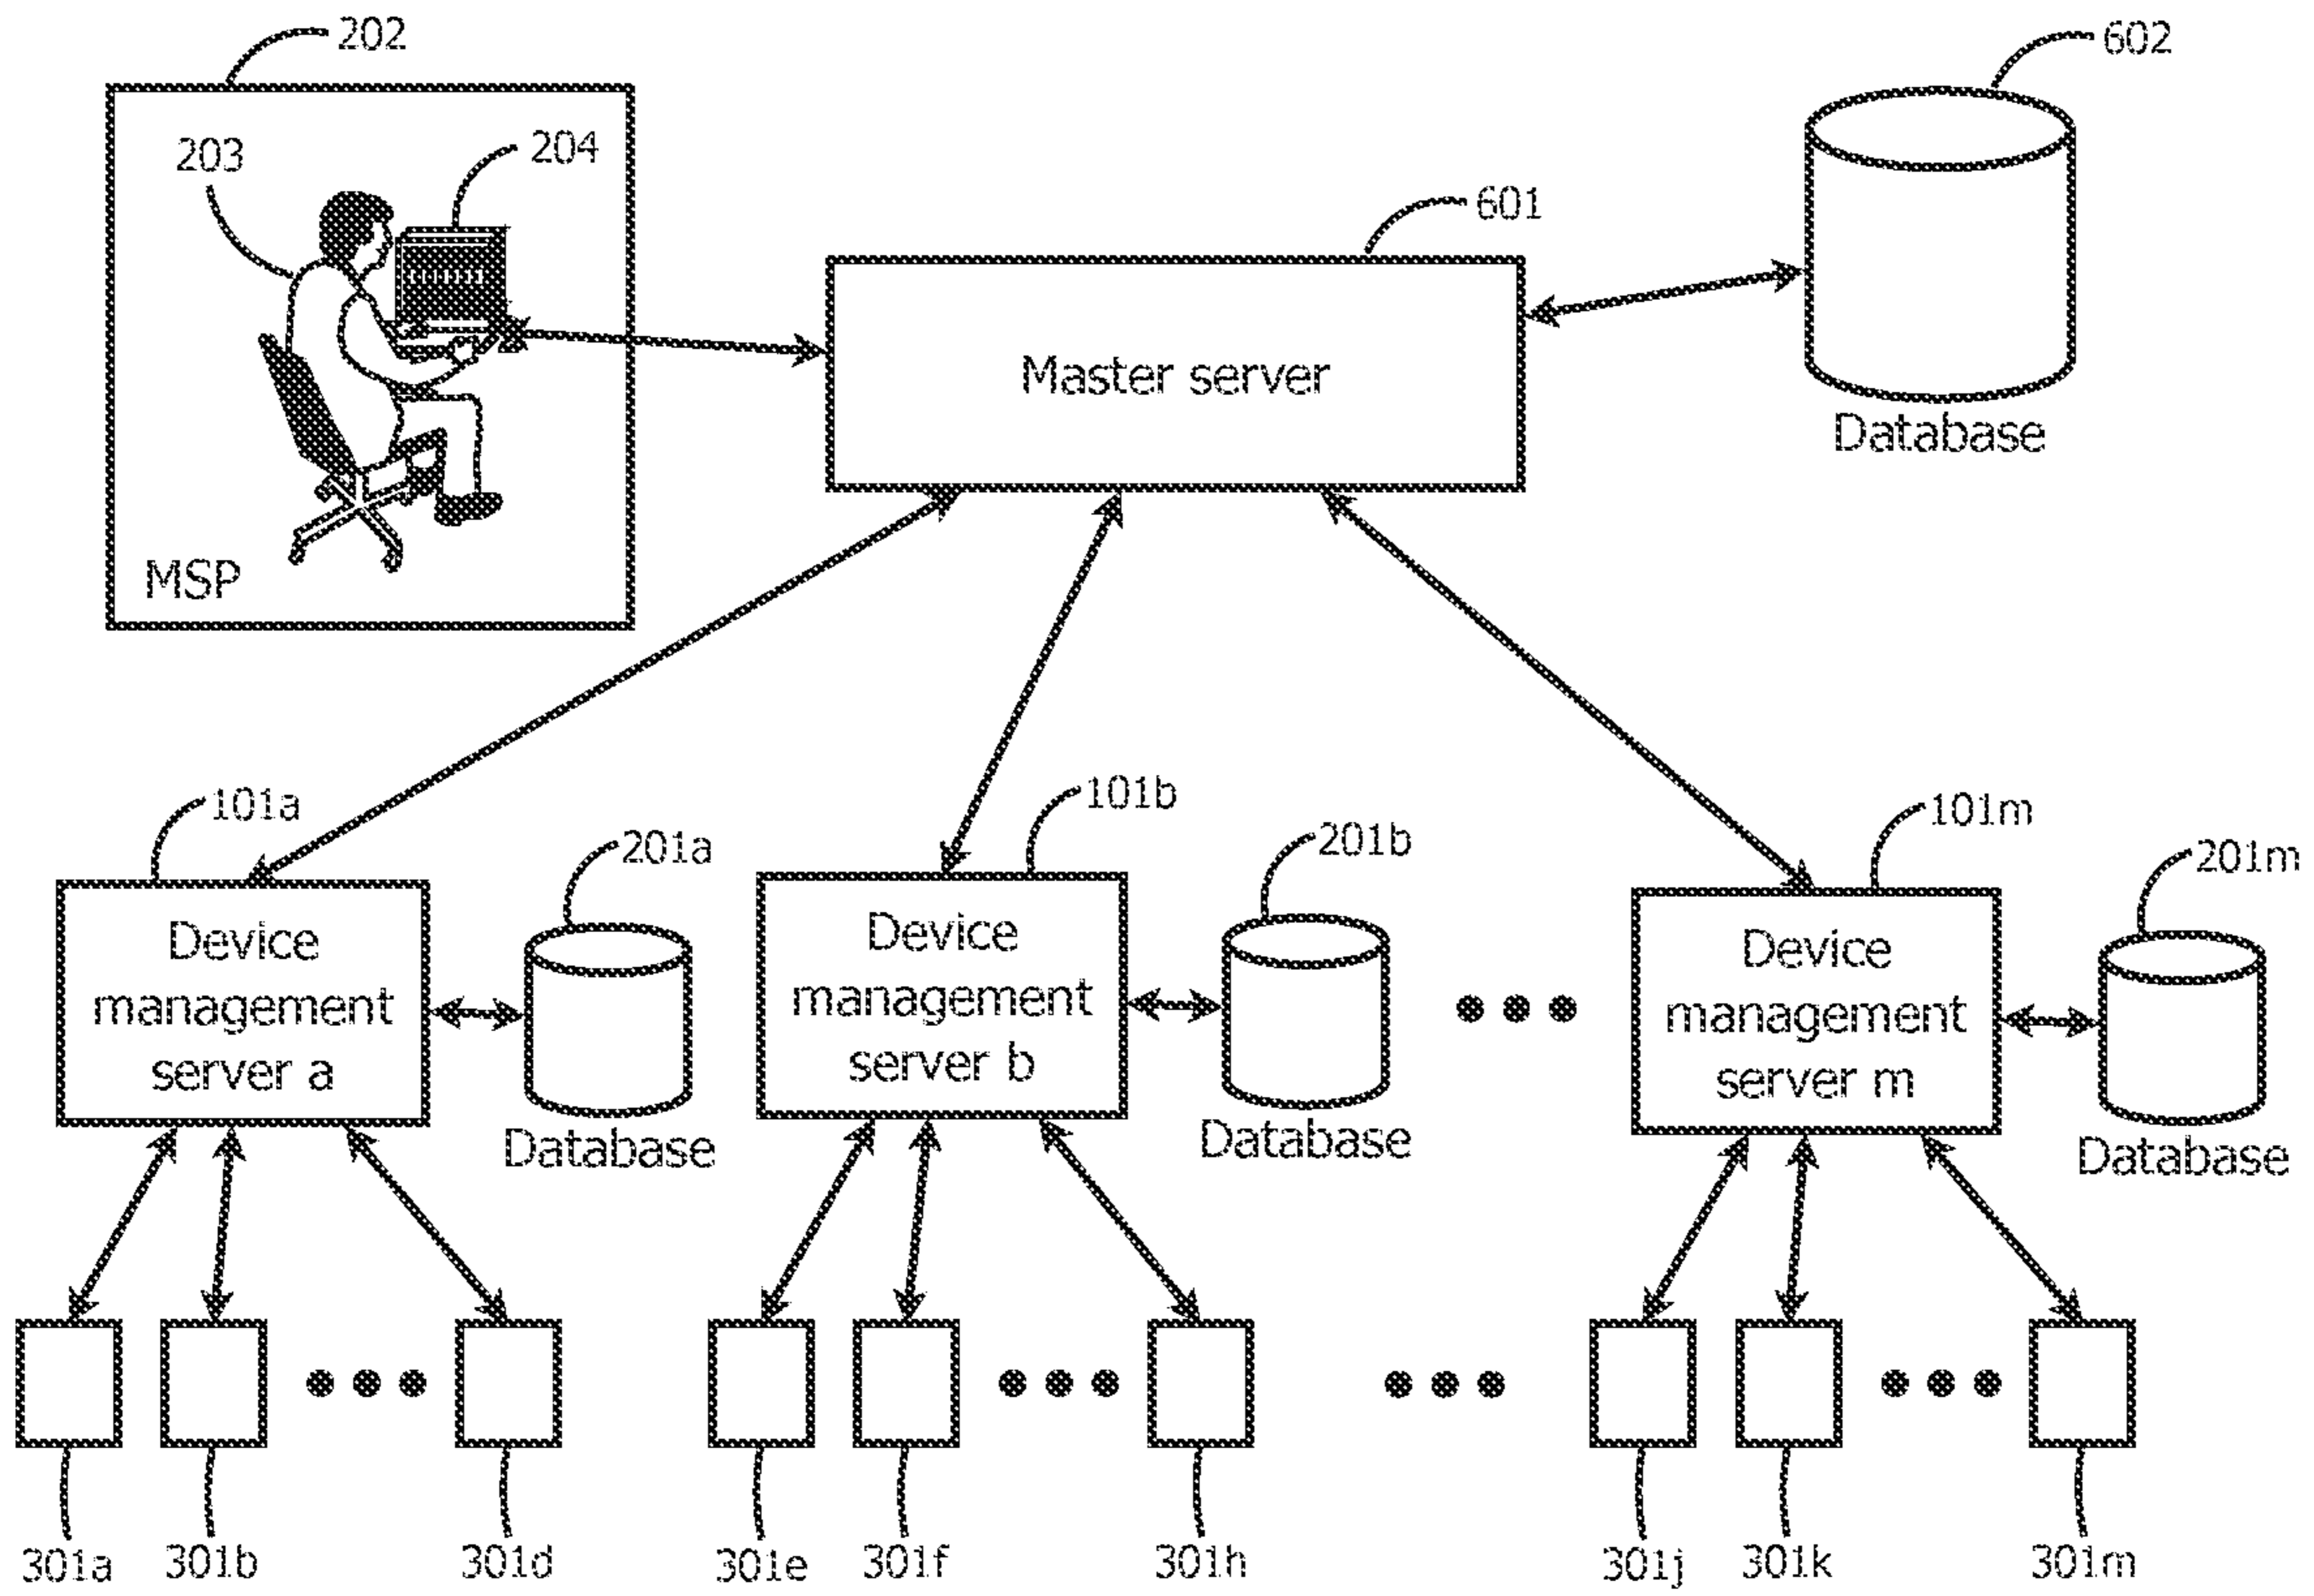 202
602
203
204
601
Master server
Database
MSP
101a
201a
101b
201b
101m
201m
Device
management
server a
Database
Device
management
server b
Database
Device
management
server m
Database
301a
301b
301d
301e
301f
301h
301j
301k
301m